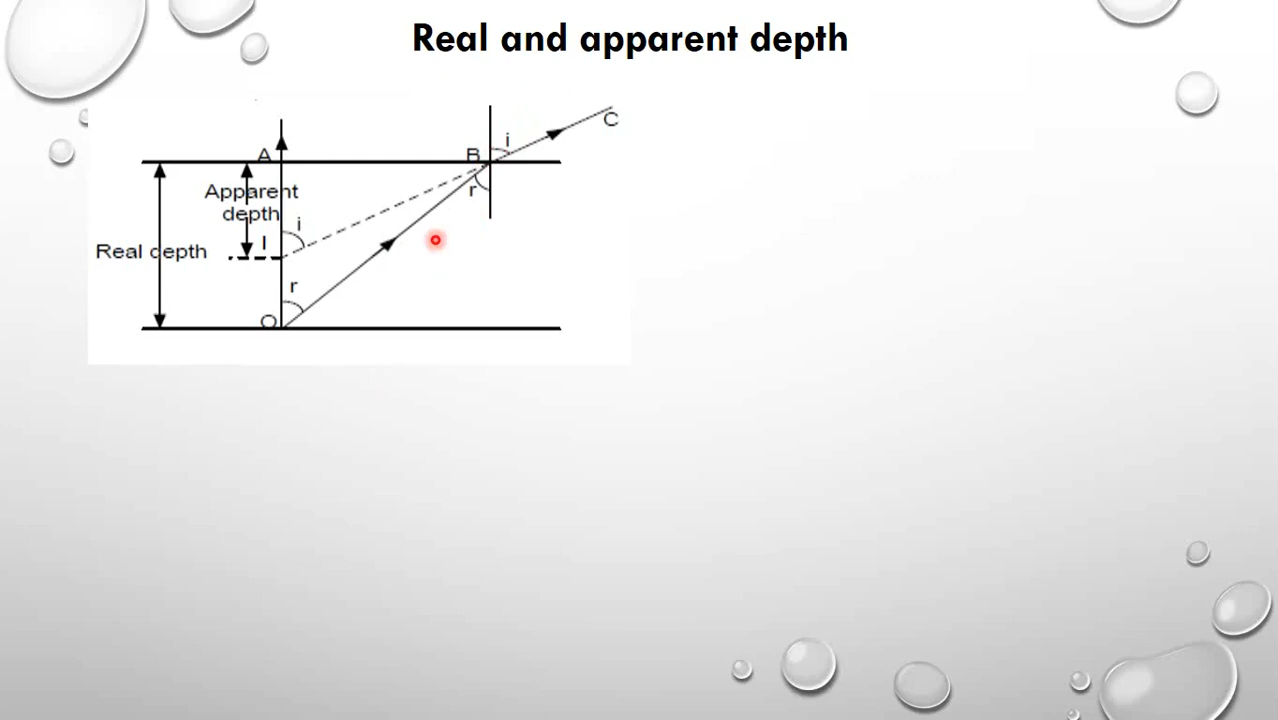 Real and apparent depth
C
i
A
B
Apparent
r
depth
i
I
Real depth
r
O